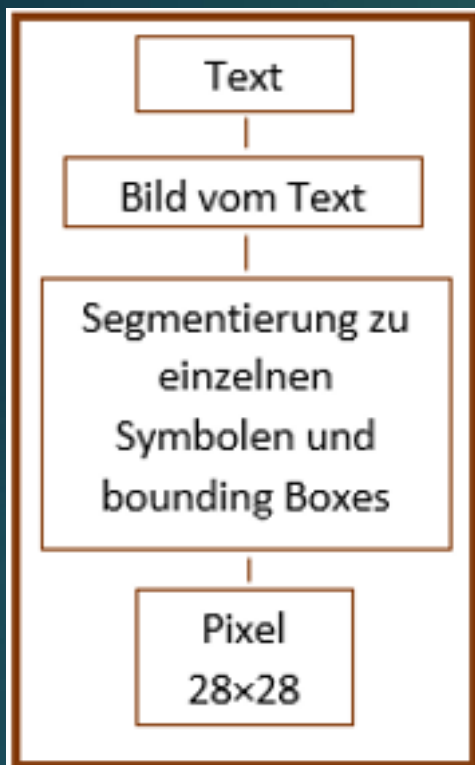 Text
Bild vom Text
Segmentierung zu
einzelnen
Symbolen und
bounding Boxes
Pixel
28×28